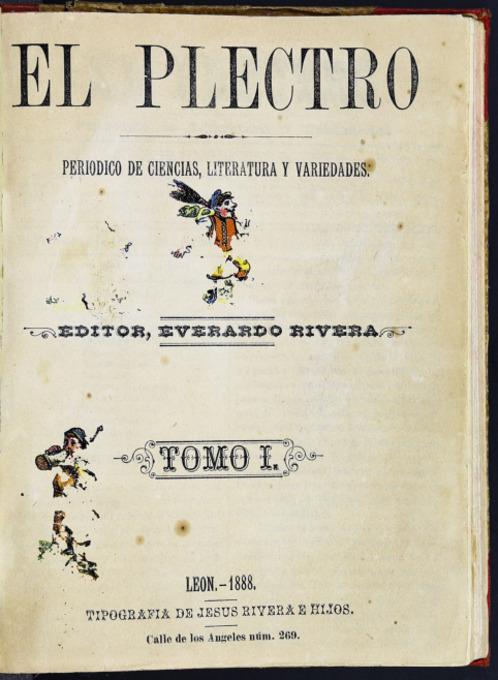 EL PLECTRO
PERIODICO DE CIENCIAS, LITERATURA Y VARIEDADES.
EDITOR, EVERARDO RIVERA
TOMO I.
LEON.-1888.
TIPOGRAFIA DE JESUS RIVERA E HIJOS.
Calle de los Angeles núm. 269.